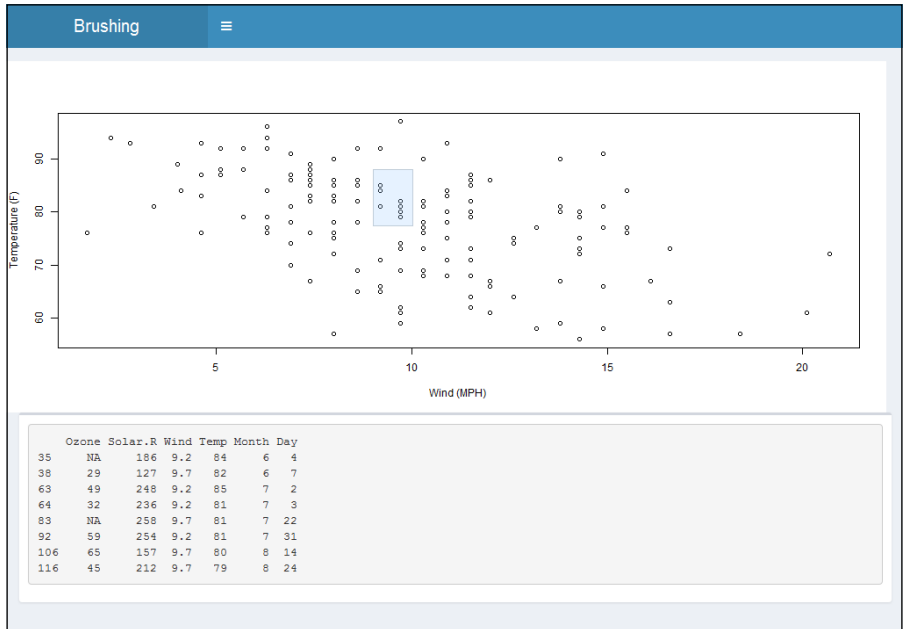 Brushing
Temperature (F)
90
80
70
60
5 10 15 20
Wind (MPH)
Ozone Solar.R Wind Temp Month Day
35 NA 186 9.2 84 6 4
38 29 127 9.7 82 6 7
63 49 248 9.2 85 7 2
64 32 236 9.2 81 7 3
83 NA 258 9.7 81 7 22
92 59 254 9.2 81 7 31
106 65 157 9.7 80 8 14
116 45 212 9.7 79 8 24